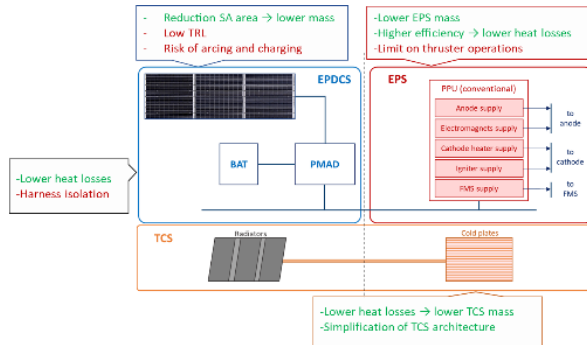 - Reduction SA area → lower mass
- Low TRL
- Risk of arcing and charging
-Lower EPS mass
-Higher efficiency → lower heat losses
-Limit on thruster operations
EPDCS
EPS
PPU (conventional)
Anode supply
to
anode
Electromagnets supply
Cathode heater supply
to
cathode
Igniter supply
FMS supply
to
FMS
BAT
PMAD
-Lower heat losses
-Harness isolation
TCS
Radiators
Cold plates
-Lower heat losses → lower TCS mass
-Simplification of TCS architecture